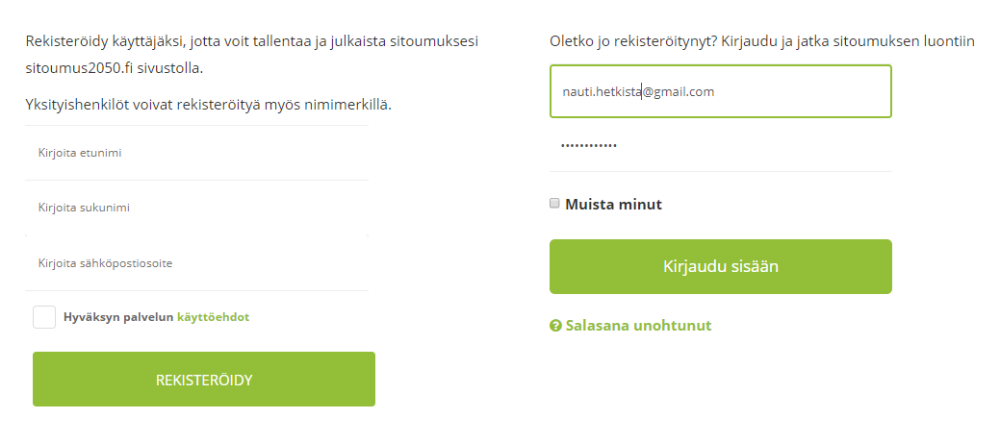 Rekisteröidy käyttäjäksi, jotta voit tallentaa ja julkaista sitoumuksesi
sitoumus2050.fi sivustolla.
Yksityishenkilöt voivat rekisteröityä myös nimimerkillä.
Kirjoita etunimi
Kirjoita sukunimi
Kirjoita sähköpostiosoite
Hyväksyn palvelun käyttöehdot
REKISTERÖIDY
Oletko jo rekisteröitynyt? Kirjaudu ja jatka sitoumuksen luontiin
nauti.hetkista@gmail.com
••••••••••••
Muista minut
Kirjaudu sisään
Salasana unohtunut